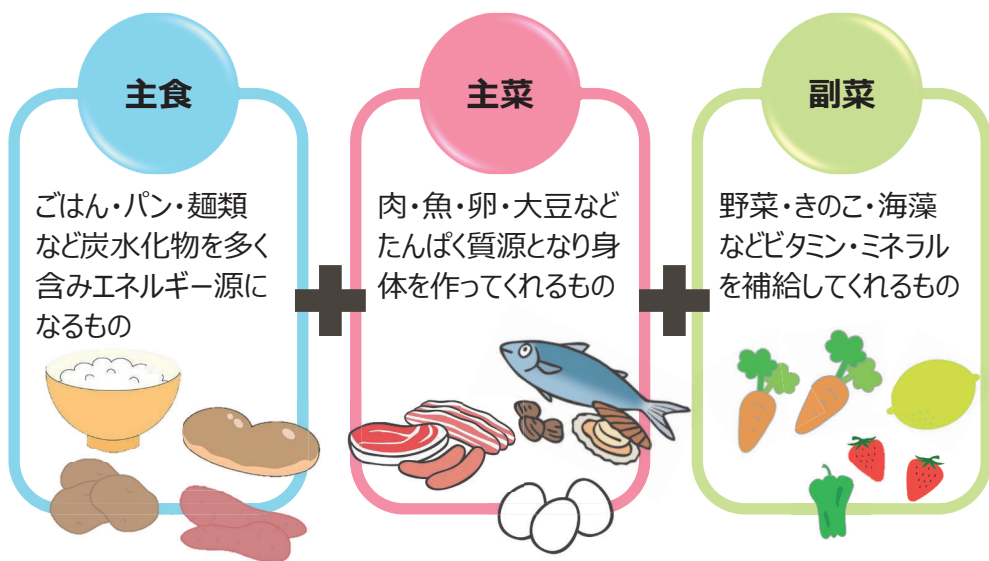 主食
ごはん・パン・麺類
など炭水化物を多く
含みエネルギー源に
なるもの
主菜
肉・魚・卵・大豆など
たんぱく質源となり身
体を作ってくれるもの
副菜
野菜・きのこ・海藻
などビタミン・ミネラル
を補給してくれるもの